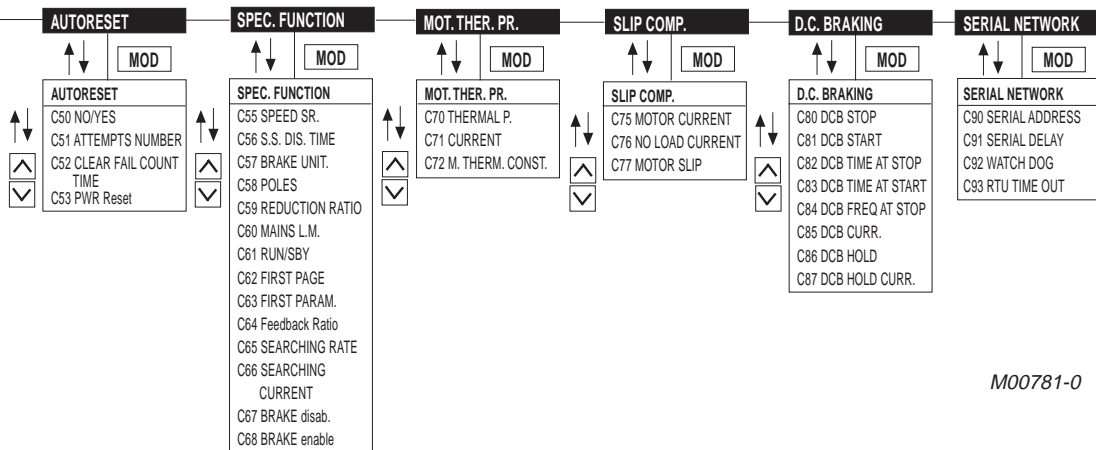 AUTORESET
MOD
AUTORESET
C50 NO/YES
C51 ATTEMPTS NUMBER
C52 CLEAR FAIL COUNT
TIME
C53 PWR Reset
SPEC. FUNCTION
MOD
SPEC. FUNCTION
C55 SPEED SR.
C56 S.S. DIS. TIME
C57 BRAKE UNIT.
C58 POLES
C59 REDUCTION RATIO
C60 MAINS L.M.
C61 RUN/SBY
C62 FIRST PAGE
C63 FIRST PARAM.
C64 Feedback Ratio
C65 SEARCHING RATE
C66 SEARCHING
CURRENT
C67 BRAKE disab.
C68 BRAKE enable
MOT. THER. PR.
MOD
MOT. THER. PR.
C70 THERMAL P.
C71 CURRENT
C72 M. THERM. CONST.
SLIP COMP.
MOD
SLIP COMP.
C75 MOTOR CURRENT
C76 NO LOAD CURRENT
C77 MOTOR SLIP
D.C. BRAKING
MOD
D.C. BRAKING
C80 DCB STOP
C81 DCB START
C82 DCB TIME AT STOP
C83 DCB TIME AT START
C84 DCB FREQ AT STOP
C85 DCB CURR.
C86 DCB HOLD
C87 DCB HOLD CURR.
SERIAL NETWORK
MOD
SERIAL NETWORK
C90 SERIAL ADDRESS
C91 SERIAL DELAY
C92 WATCH DOG
C93 RTU TIME OUT
M00781-0